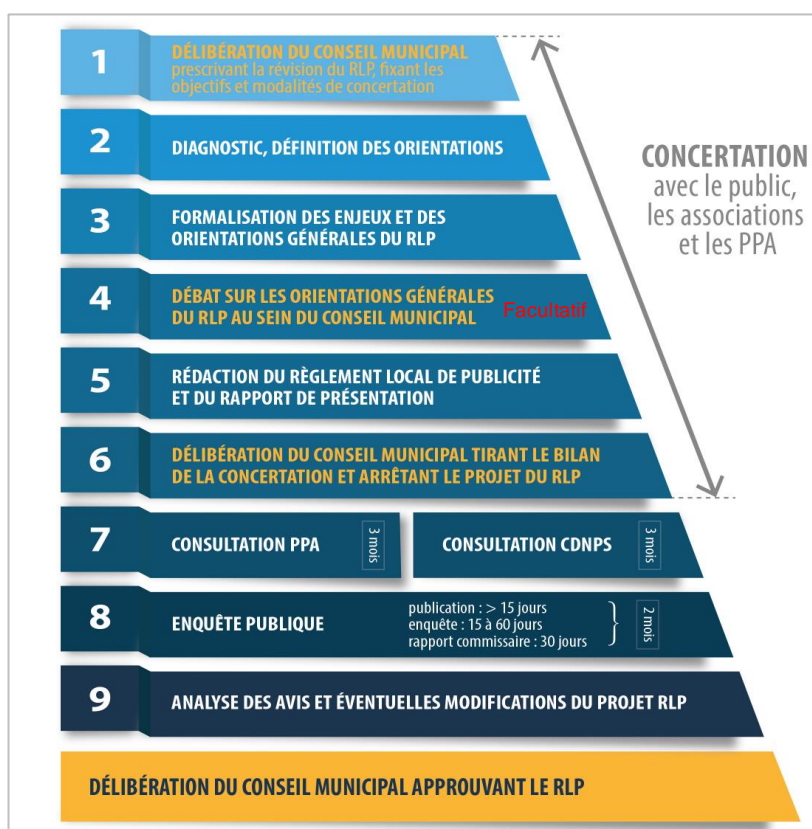 1
DÉLIBÉRATION DU CONSEIL MUNICIPAL
prescrivant la révision du RLP, fixant les
objectifs et modalités de concertation
2
DIAGNOSTIC, DÉFINITION DES ORIENTATIONS
3
FORMALISATION DES ENJEUX ET DES
ORIENTATIONS GÉNÉRALES DU RLP
4
DÉBAT SUR LES ORIENTATIONS GÉNÉRALES
DU RLP AU SEIN DU CONSEIL MUNICIPAL
Facultatif
5
RÉDACTION DU RÈGLEMENT LOCAL DE PUBLICITÉ
ET DU RAPPORT DE PRÉSENTATION
6
DÉLIBÉRATION DU CONSEIL MUNICIPAL TIRANT LE BILAN
DE LA CONCERTATION ET ARRÊTANT LE PROJET DU RLP
CONCERTATION
avec le public,
les associations
et les PPA
7
CONSULTATION PPA
3 mois
CONSULTATION CDNPS
3 mois
8
ENQUÊTE PUBLIQUE
publication : > 15 jours
enquête : 15 à 60 jours
rapport commissaire : 30 jours
2 mois
9
ANALYSE DES AVIS ET ÉVENTUELLES MODIFICATIONS DU PROJET RLP
DÉLIBÉRATION DU CONSEIL MUNICIPAL APPROUVANT LE RLP